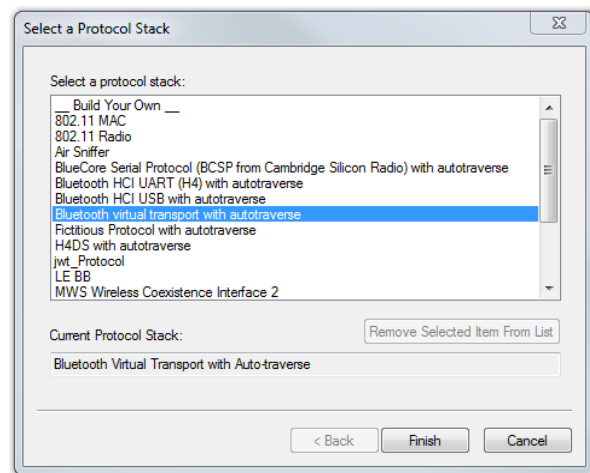 Select a Protocol Stack
Select a protocol stack:
__ Build Your Own __
802.11 MAC
802.11 Radio
Air Sniffer
BlueCore Serial Protocol (BCSP from Cambridge Silicon Radio) with autotraverse
Bluetooth HCI UART (H4) with autotraverse
Bluetooth HCI USB with autotraverse
Bluetooth virtual transport with autotraverse
Fictitious Protocol with autotraverse
H4DS with autotraverse
jwt_Protocol
LE BB
MWS Wireless Coexistence Interface 2
Current Protocol Stack:
Remove Selected Item From List
Bluetooth Virtual Transport with Auto-traverse
< Back
Finish
Cancel